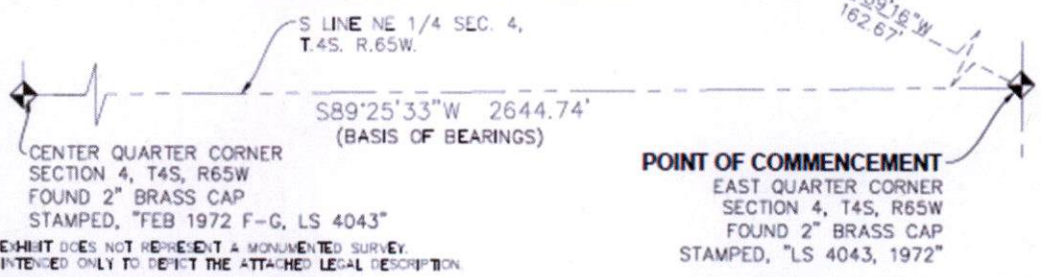 S LINE NE 1/4 SEC. 4,
T.4S. R.65W.
162.67'
S89°25'33"W 2644.74'
(BASIS OF BEARINGS)
CENTER QUARTER CORNER
SECTION 4, T4S, R65W
FOUND 2" BRASS CAP
STAMPED, "FEB 1972 F-G, LS 4043"
POINT OF COMMENCEMENT
EAST QUARTER CORNER
SECTION 4, T4S, R65W
FOUND 2" BRASS CAP
STAMPED, "LS 4043, 1972"
EXHIBIT DOES NOT REPRESENT A MONUMENTED SURVEY.
INTENDED ONLY TO DEPICT THE ATTACHED LEGAL DESCRIPTION.